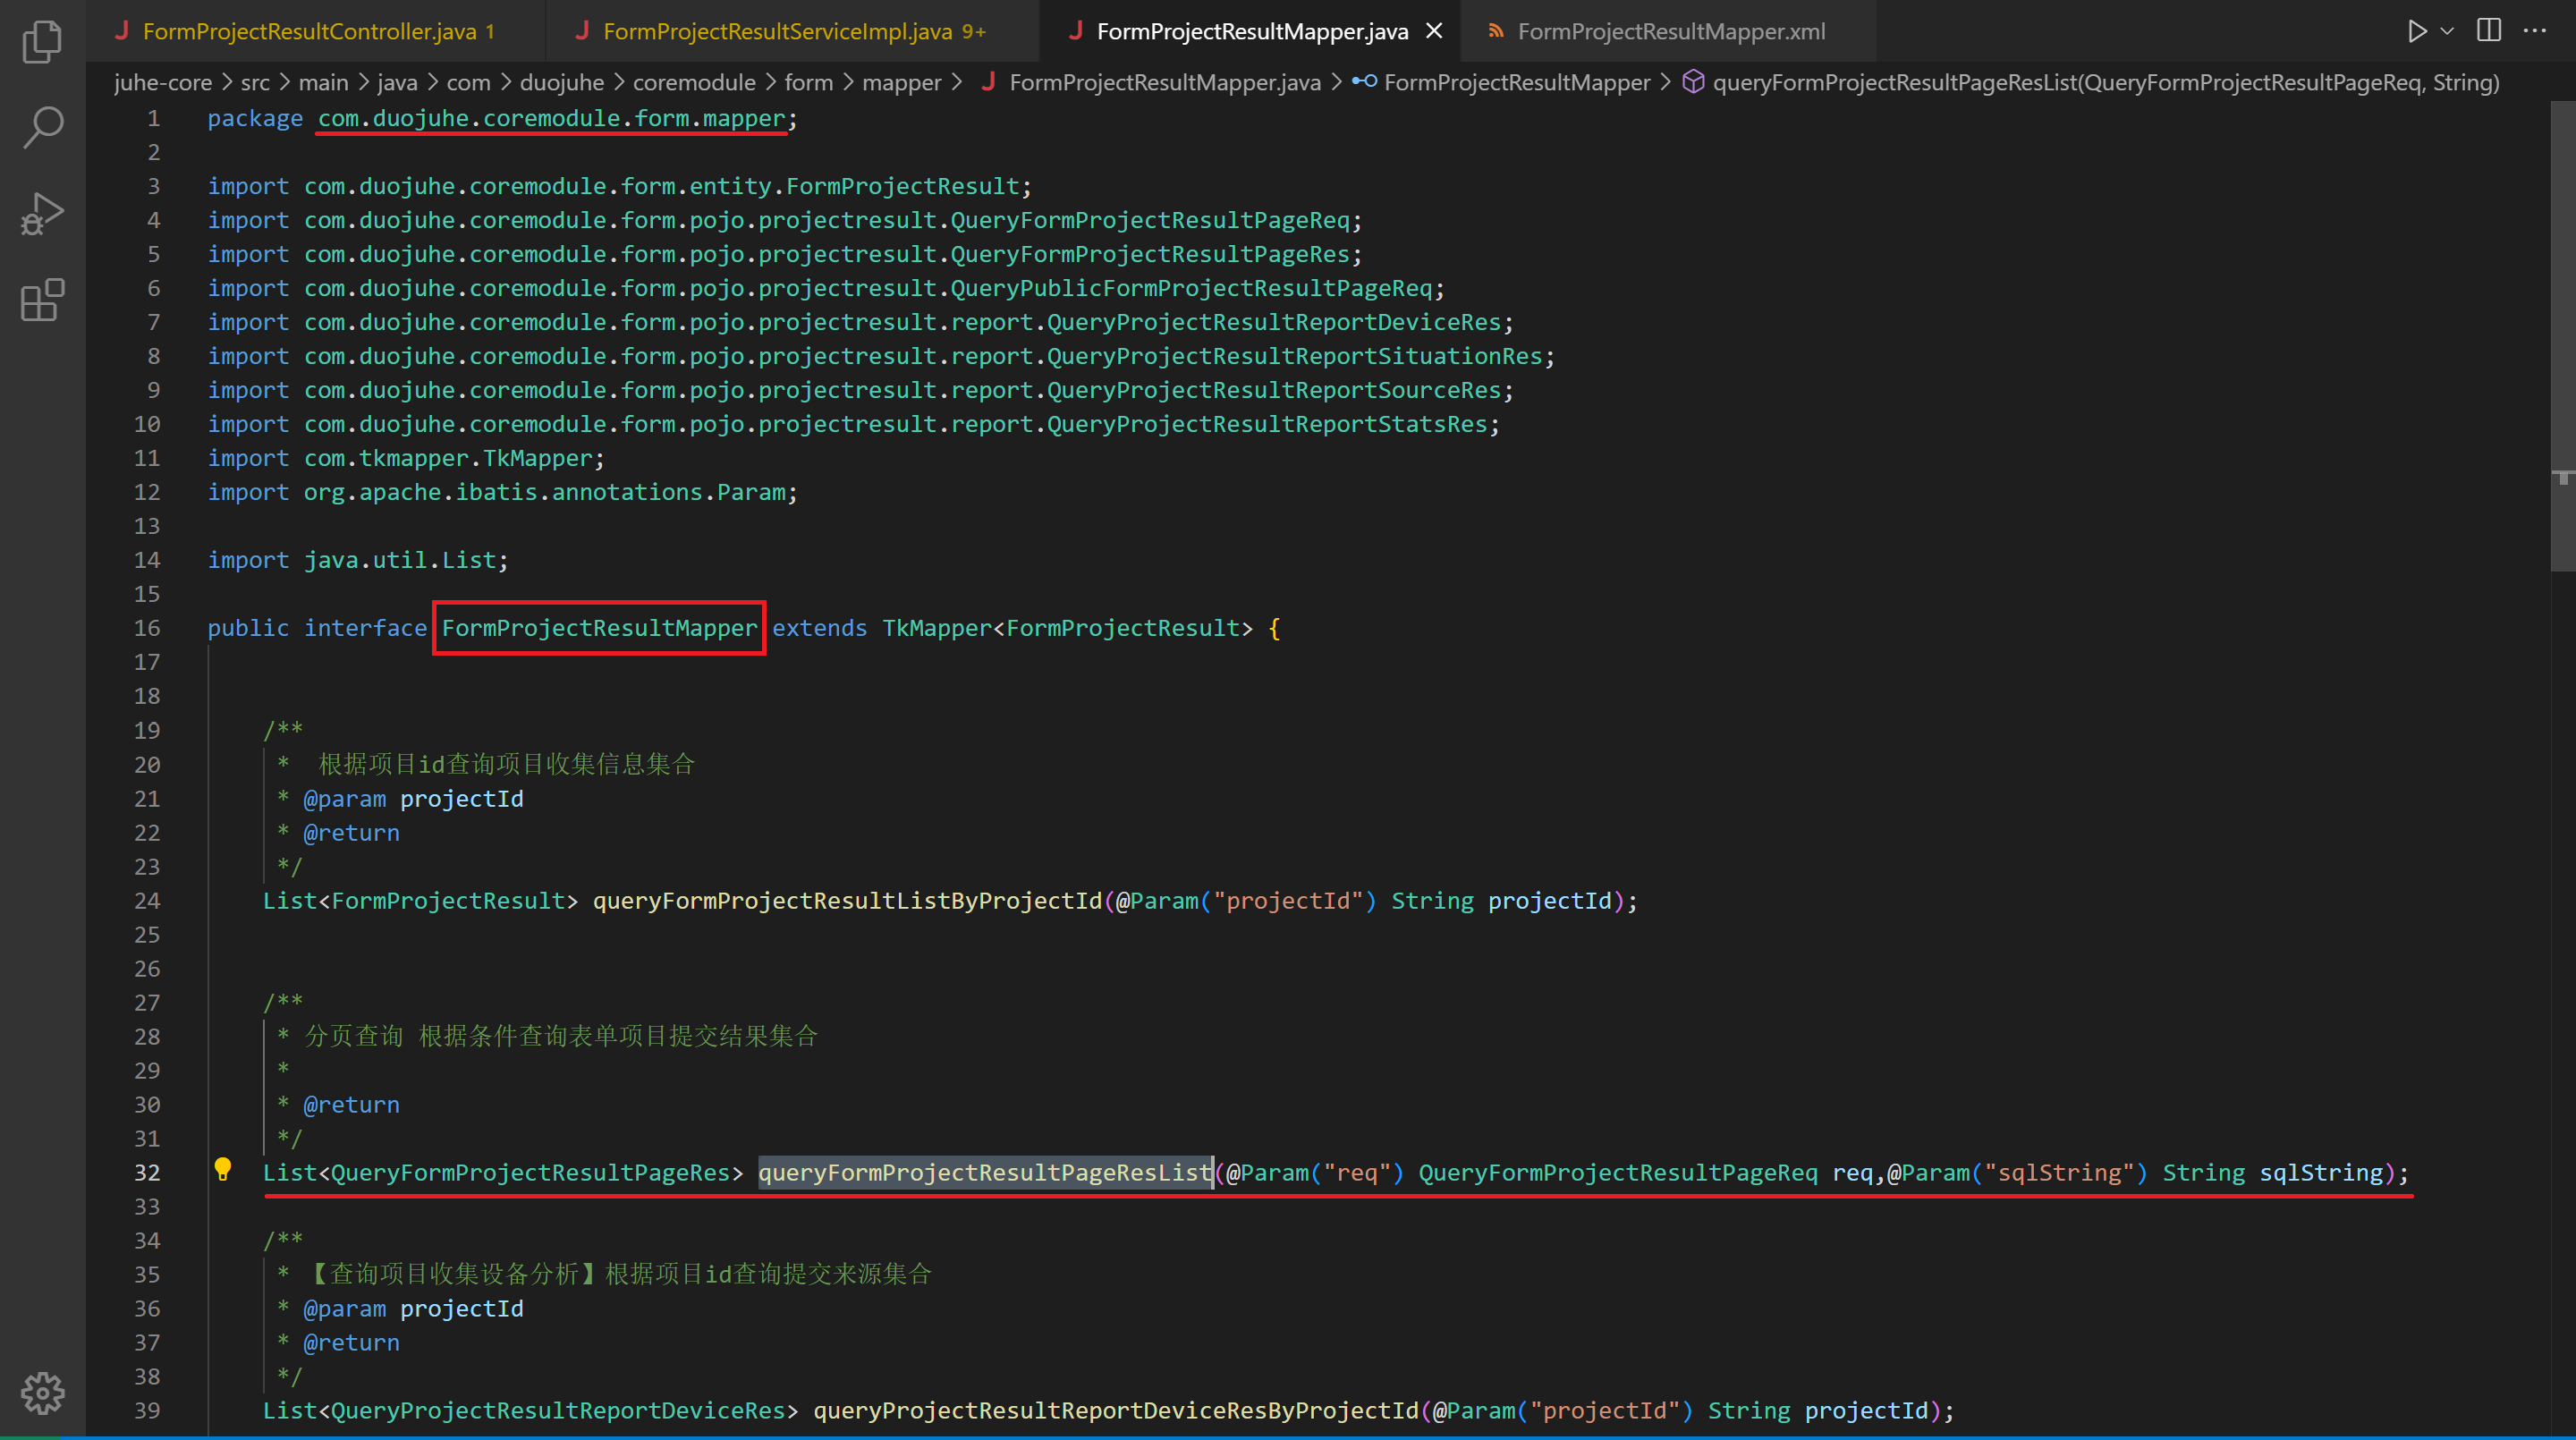 FormProjectResultController.java 1
FormProjectResultServiceImpl.java 9+
FormProjectResultMapper.java
FormProjectResultMapper.xml
juhe-core > src > main > java > com > duojuhe > coremodule > form > mapper > FormProjectResultMapper.java > FormProjectResultMapper > queryFormProjectResultPageResList(QueryFormProjectResultPageReq, String)
1 package com.duojuhe.coremodule.form.mapper;
2
3 import com.duojuhe.coremodule.form.entity.FormProjectResult;
4 import com.duojuhe.coremodule.form.pojo.projectresult.QueryFormProjectResultPageReq;
5 import com.duojuhe.coremodule.form.pojo.projectresult.QueryFormProjectResultPageRes;
6 import com.duojuhe.coremodule.form.pojo.projectresult.QueryPublicFormProjectResultPageReq;
7 import com.duojuhe.coremodule.form.pojo.projectresult.report.QueryProjectResultReportDeviceRes;
8 import com.duojuhe.coremodule.form.pojo.projectresult.report.QueryProjectResultReportSituationRes;
9 import com.duojuhe.coremodule.form.pojo.projectresult.report.QueryProjectResultReportSourceRes;
10 import com.duojuhe.coremodule.form.pojo.projectresult.report.QueryProjectResultReportStatsRes;
11 import com.tkmapper.TkMapper;
12 import org.apache.ibatis.annotations.Param;
13
14 import java.util.List;
15
16 public interface FormProjectResultMapper extends TkMapper<FormProjectResult> {
17
18
19 /**
20 * 根据项目id查询项目收集信息集合
21 * @param projectId
22 * @return
23 */
24 List<FormProjectResult> queryFormProjectResultListByProjectId(@Param("projectId") String projectId);
25
26
27 /**
28 * 分页查询 根据条件查询表单项目提交结果集合
29 *
30 * @return
31 */
32 List<QueryFormProjectResultPageRes> queryFormProjectResultPageResList(@Param("req") QueryFormProjectResultPageReq req,@Param("sqlString") String sqlString);
33
34 /**
35 * 【查询项目收集设备分析】根据项目id查询提交来源集合
36 * @param projectId
37 * @return
38 */
39 List<QueryProjectResultReportDeviceRes> queryProjectResultReportDeviceResByProjectId(@Param("projectId") String projectId);